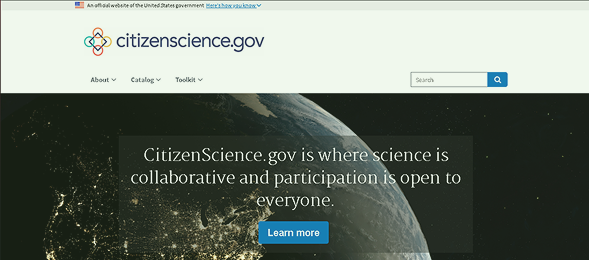 An official website of the United States government Here's how you know
citizenscience.gov
About Catalog Toolkit Search
CitizenScience.gov is where science is
collaborative and participation is open to
everyone.
Learn more